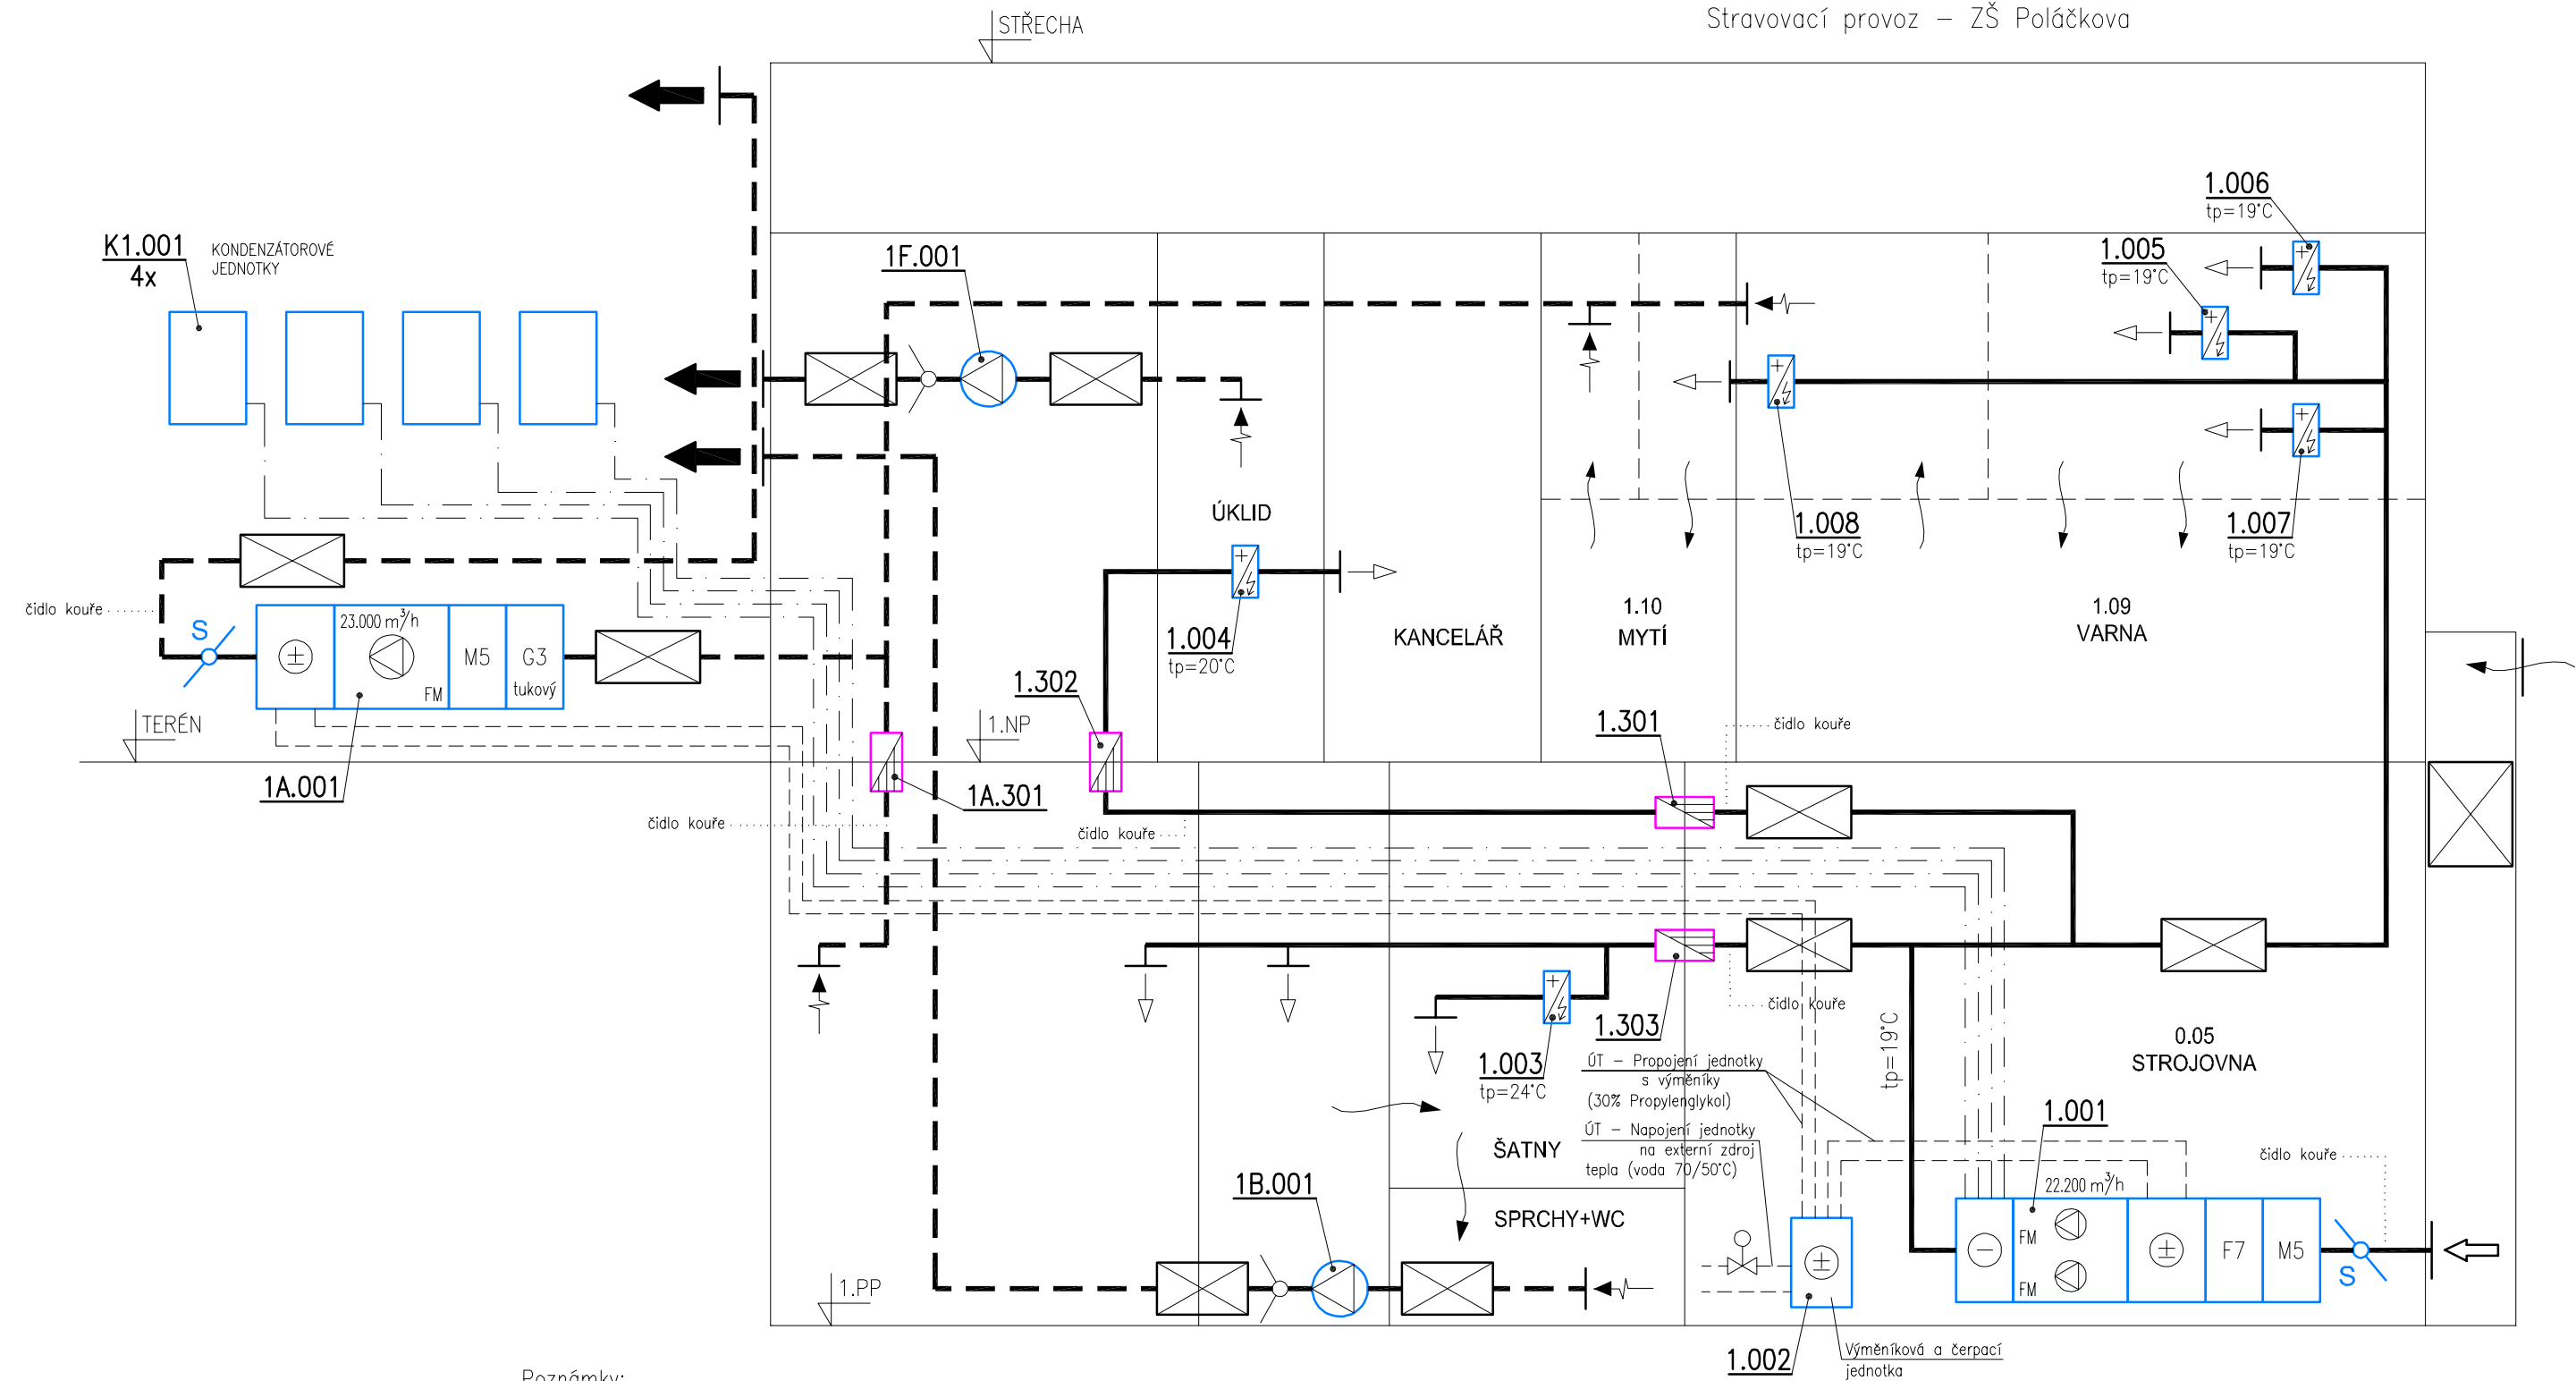 Stravovací provoz – ZŠ Poláčkova
STŘECHA
K1.001
4x
KONDENZÁTOROVÉ
JEDNOTKY
1F.001
1.006
tp=19°C
1.005
tp=19°C
1.008
tp=19°C
1.007
tp=19°C
ÚKLID
1.004
tp=20°C
KANCELÁŘ
1.10
MYTÍ
1.09
VARNA
čidlo kouře
S
±
23.000 m³/h
FM
M5
G3
tukový
TERÉN
1A.001
1.302
1.NP
1A.301
1.301
čidlo kouře
čidlo kouře
čidlo kouře
1.303
čidlo kouře
1.003
tp=24°C
tp=19°C
0.05
STROJOVNA
ÚT – Propojení jednotky
s výměníky
(30% Propylenglykol)
ÚT – Napojení jednotky
na externí zdroj
tepla (voda 70/50°C)
ŠATNY
1.001
čidlo kouře
22.200 m³/h
1B.001
SPRCHY+WC
FM
FM
±
F7
M5
S
±
1.PP
1.002
Výměníková a čerpací
jednotka
Poznámky: